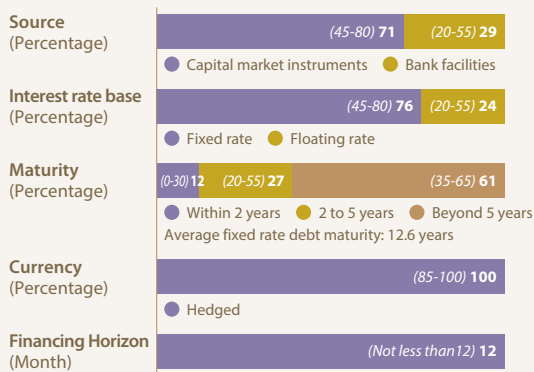 Source
(Percentage)
(45-80) 71
(20-55) 29
Capital market instruments
Bank facilities
Interest rate base
(Percentage)
(45-80) 76
(20-55) 24
Fixed rate
Floating rate
Maturity
(Percentage)
(0-30) 12
(20-55) 27
(35-65) 61
Within 2 years
2 to 5 years
Beyond 5 years
Average fixed rate debt maturity: 12.6 years
Currency
(Percentage)
(85-100) 100
Hedged
Financing Horizon
(Month)
(Not less than12) 12